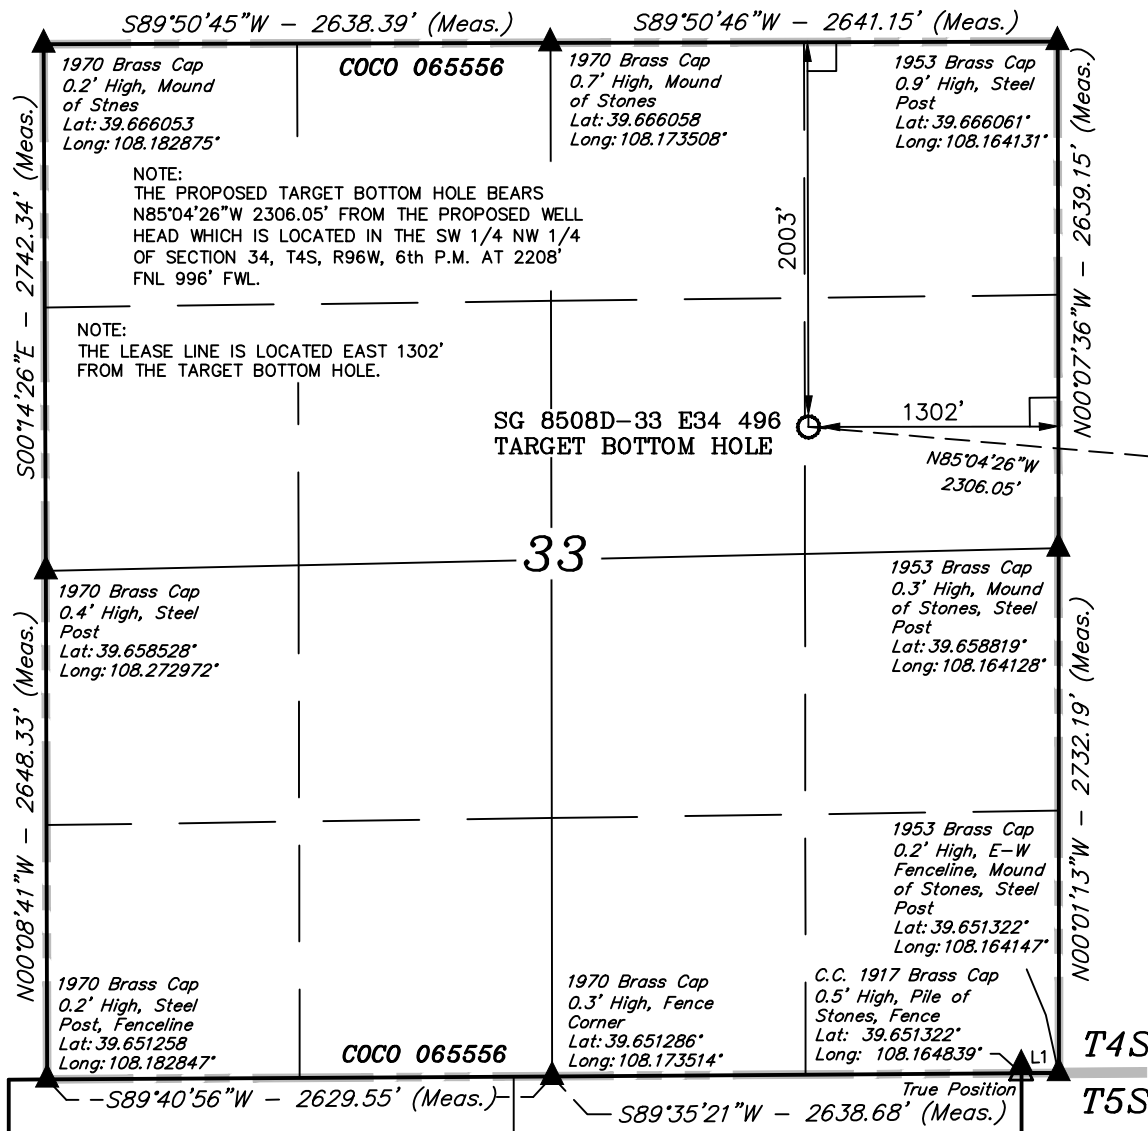 S89°50'45"W - 2638.39' (Meas.)
S89°50'46"W - 2641.15' (Meas.)
1970 Brass Cap
0.2' High, Mound
of Stnes
Lat: 39.666053
Long: 108.182875°
COCO 065556
1970 Brass Cap
0.7' High, Mound
of Stones
Lat: 39.666058
Long: 108.173508°
1953 Brass Cap
0.9' High, Steel
Post
Lat: 39.666061°
Long: 108.164131°
S00°14'26"E - 2742.34' (Meas.)
NOTE:
THE PROPOSED TARGET BOTTOM HOLE BEARS
N85°04'26"W 2306.05' FROM THE PROPOSED WELL
HEAD WHICH IS LOCATED IN THE SW 1/4 NW 1/4
OF SECTION 34, T4S, R96W, 6th P.M. AT 2208'
FNL 996' FWL.
2003'
N00°07'36"W - 2639.15' (Meas.)
NOTE:
THE LEASE LINE IS LOCATED EAST 1302'
FROM THE TARGET BOTTOM HOLE.
SG 8508D-33 E34 496
TARGET BOTTOM HOLE
1302'
N85°04'26"W
2306.05'
33
1970 Brass Cap
0.4' High, Steel
Post
Lat: 39.658528°
Long: 108.272972°
1953 Brass Cap
0.3' High, Mound
of Stones, Steel
Post
Lat: 39.658819°
Long: 108.164128°
N00°08'41"W - 2648.33' (Meas.)
N00°01'13"W - 2732.19' (Meas.)
1953 Brass Cap
0.2' High, E-W
Fenceline, Mound
of Stones, Steel
Post
Lat: 39.651322°
Long: 108.164147°
1970 Brass Cap
0.2' High, Steel
Post, Fenceline
Lat: 39.651258
Long: 108.182847°
COCO 065556
1970 Brass Cap
0.3' High, Fence
Corner
Lat: 39.651286°
Long: 108.173514°
C.C. 1917 Brass Cap
0.5' High, Pile of
Stones, Fence
Lat: 39.651322°
Long: 108.164839°
L1
T4S
T5S
True Position
S89°40'56"W - 2629.55' (Meas.)
S89°35'21"W - 2638.68' (Meas.)